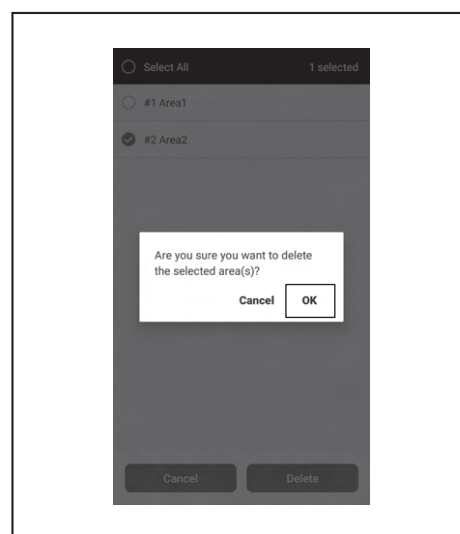 Select All 1 selected
#1 Area1
#2 Area2
Are you sure you want to delete
the selected area(s)?
Cancel OK
Cancel Delete